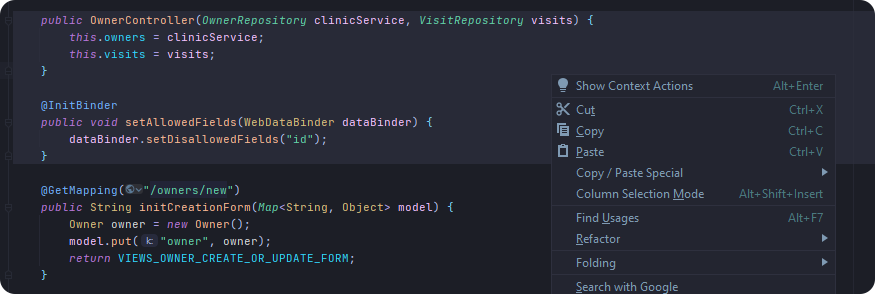 public OwnerController(OwnerRepository clinicService, VisitRepository visits) {
this.owners = clinicService;
this.visits = visits;
}
@InitBinder
public void setAllowedFields(WebDataBinder dataBinder) {
dataBinder.setDisallowedFields("id");
}
@GetMapping("/owners/new")
public String initCreationForm(Map<String, Object> model) {
Owner owner = new Owner();
model.put(k: "owner", owner);
return VIEWS_OWNER_CREATE_OR_UPDATE_FORM;
}
Show Context Actions Alt+Enter
Cut Ctrl+X
Copy Ctrl+C
Paste Ctrl+V
Copy / Paste Special
Column Selection Mode Alt+Shift+Insert
Find Usages Alt+F7
Refactor
Folding
Search with Google